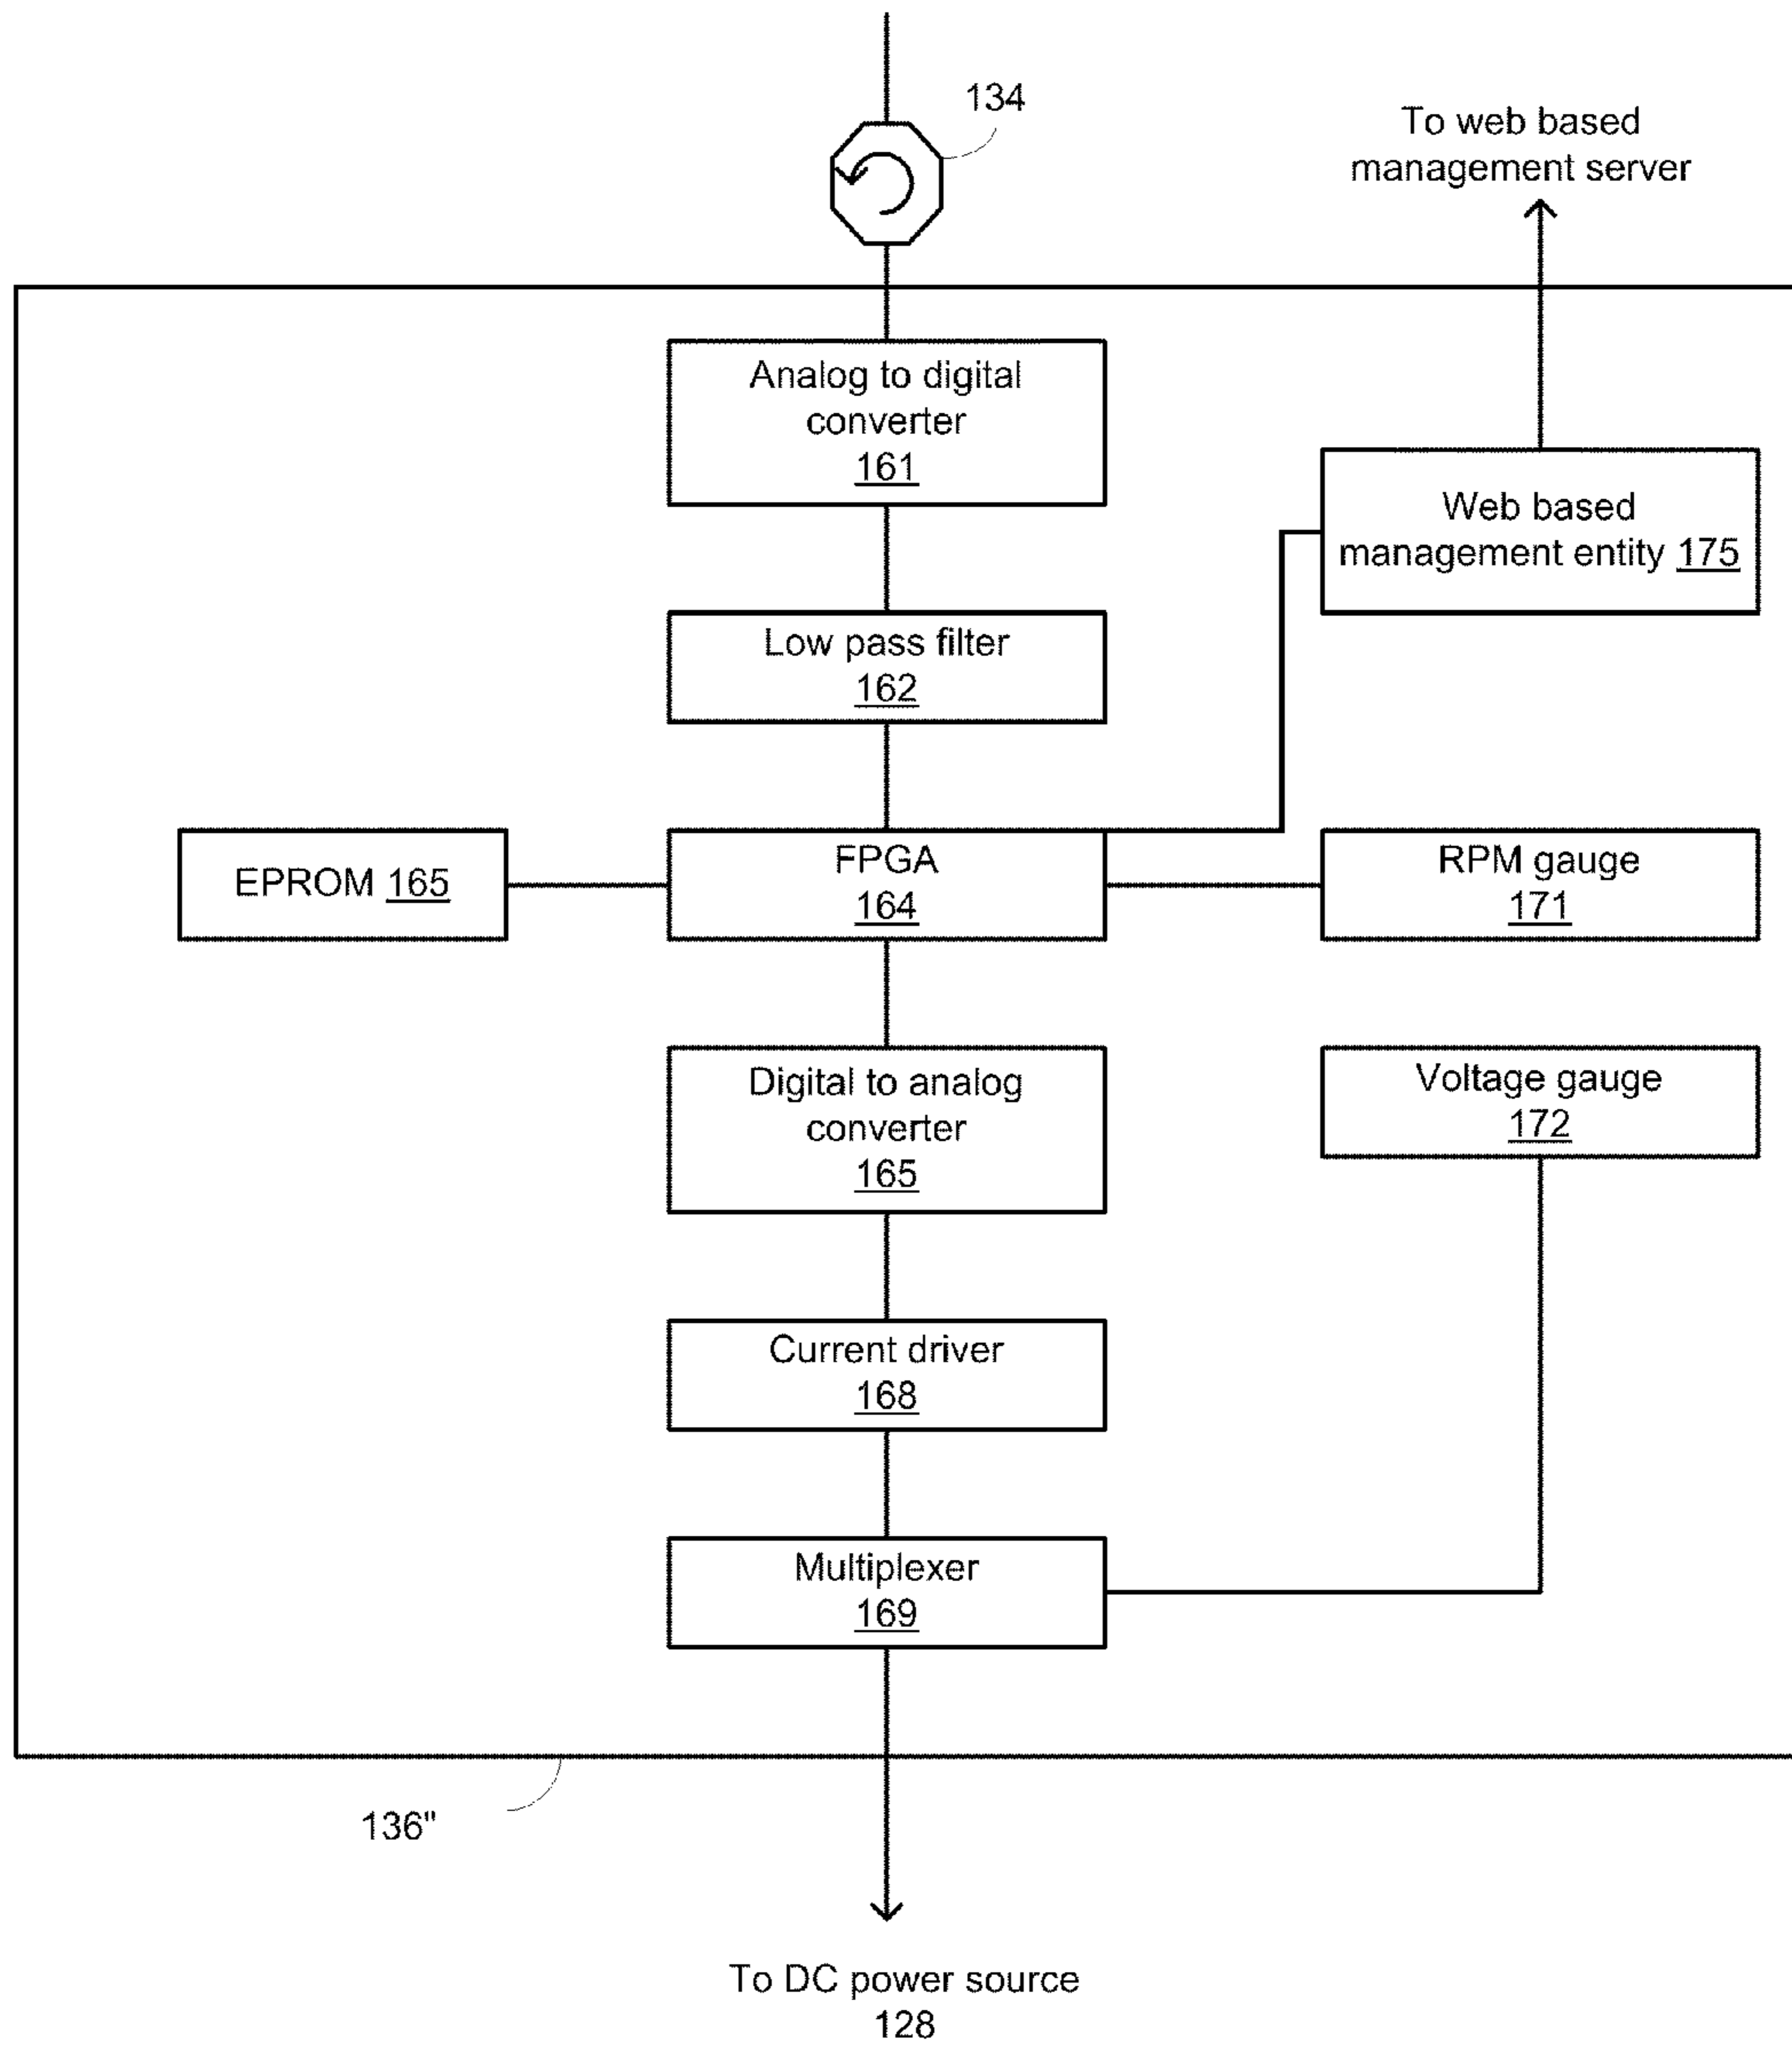 134
To web based
management server
Analog to digital
converter
161
Web based
management entity 175
Low pass filter
162
EPROM 165
FPGA
164
RPM gauge
171
Digital to analog
converter
165
Voltage gauge
172
Current driver
168
Multiplexer
169
136"
To DC power source
128